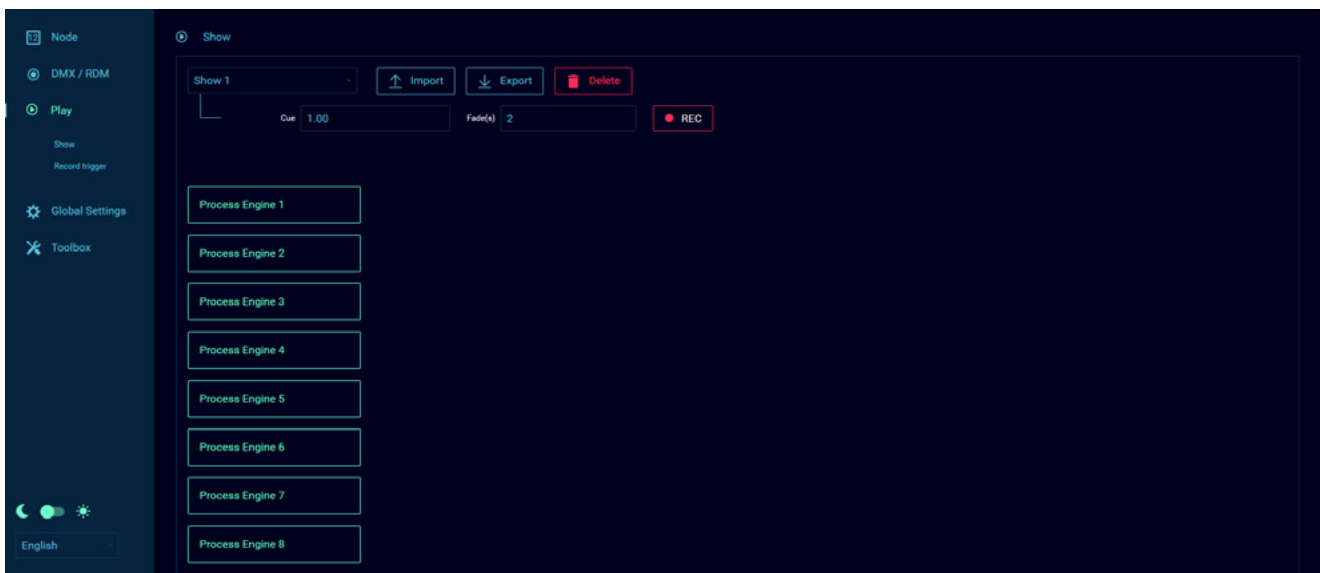 12 Node
DMX / RDM
Play
Show
Record trigger
Global Settings
Toolbox
English
Show
Show 1
Import
Export
Delete
Cue 1.00
Fade(s) 2
REC
Process Engine 1
Process Engine 2
Process Engine 3
Process Engine 4
Process Engine 5
Process Engine 6
Process Engine 7
Process Engine 8